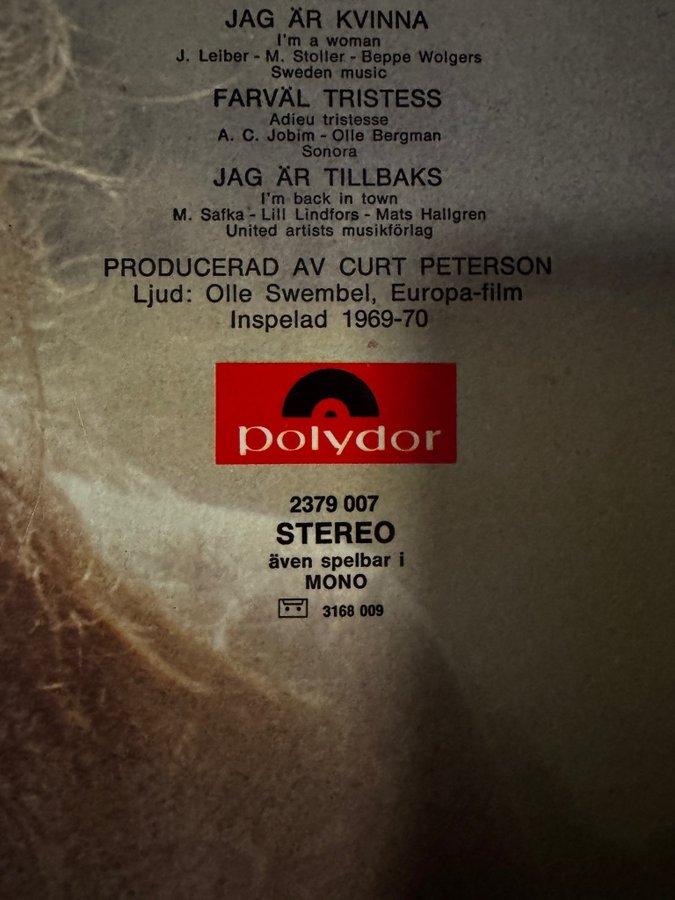 JAG ÄR KVINNA
I'm a woman
J. Leiber - M. Stoller - Beppe Wolgers
Sweden music
FARVÄL TRISTESS
Adieu tristesse
A. C. Jobim - Olle Bergman
Sonora
JAG ÄR TILLBAKS
I'm back in town
M. Safka - Lill Lindfors - Mats Hallgren
United artists musikförlag
PRODUCERAD AV CURT PETERSON
Ljud: Olle Swembel, Europa-film
Inspelad 1969-70
polydor
2379 007
STEREO
även spelbar i
MONO
3168 009